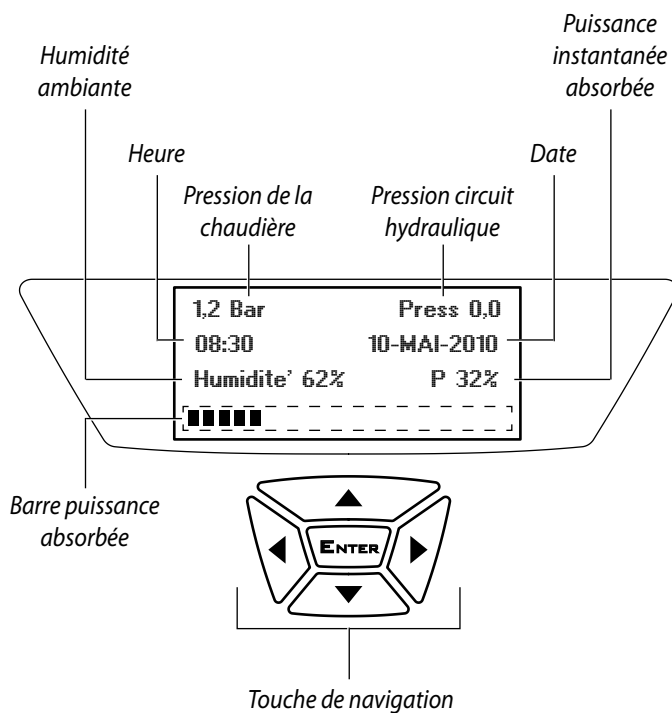 Puissance
instantanée
absorbée
Humidité
ambiante
Heure
Date
Pression de la
chaudière
Pression circuit
hydraulique
1,2 Bar Press 0,0
08:30 10-MAI-2010
Humidite' 62% P 32%
Barre puissance
absorbée
ENTER
Touche de navigation